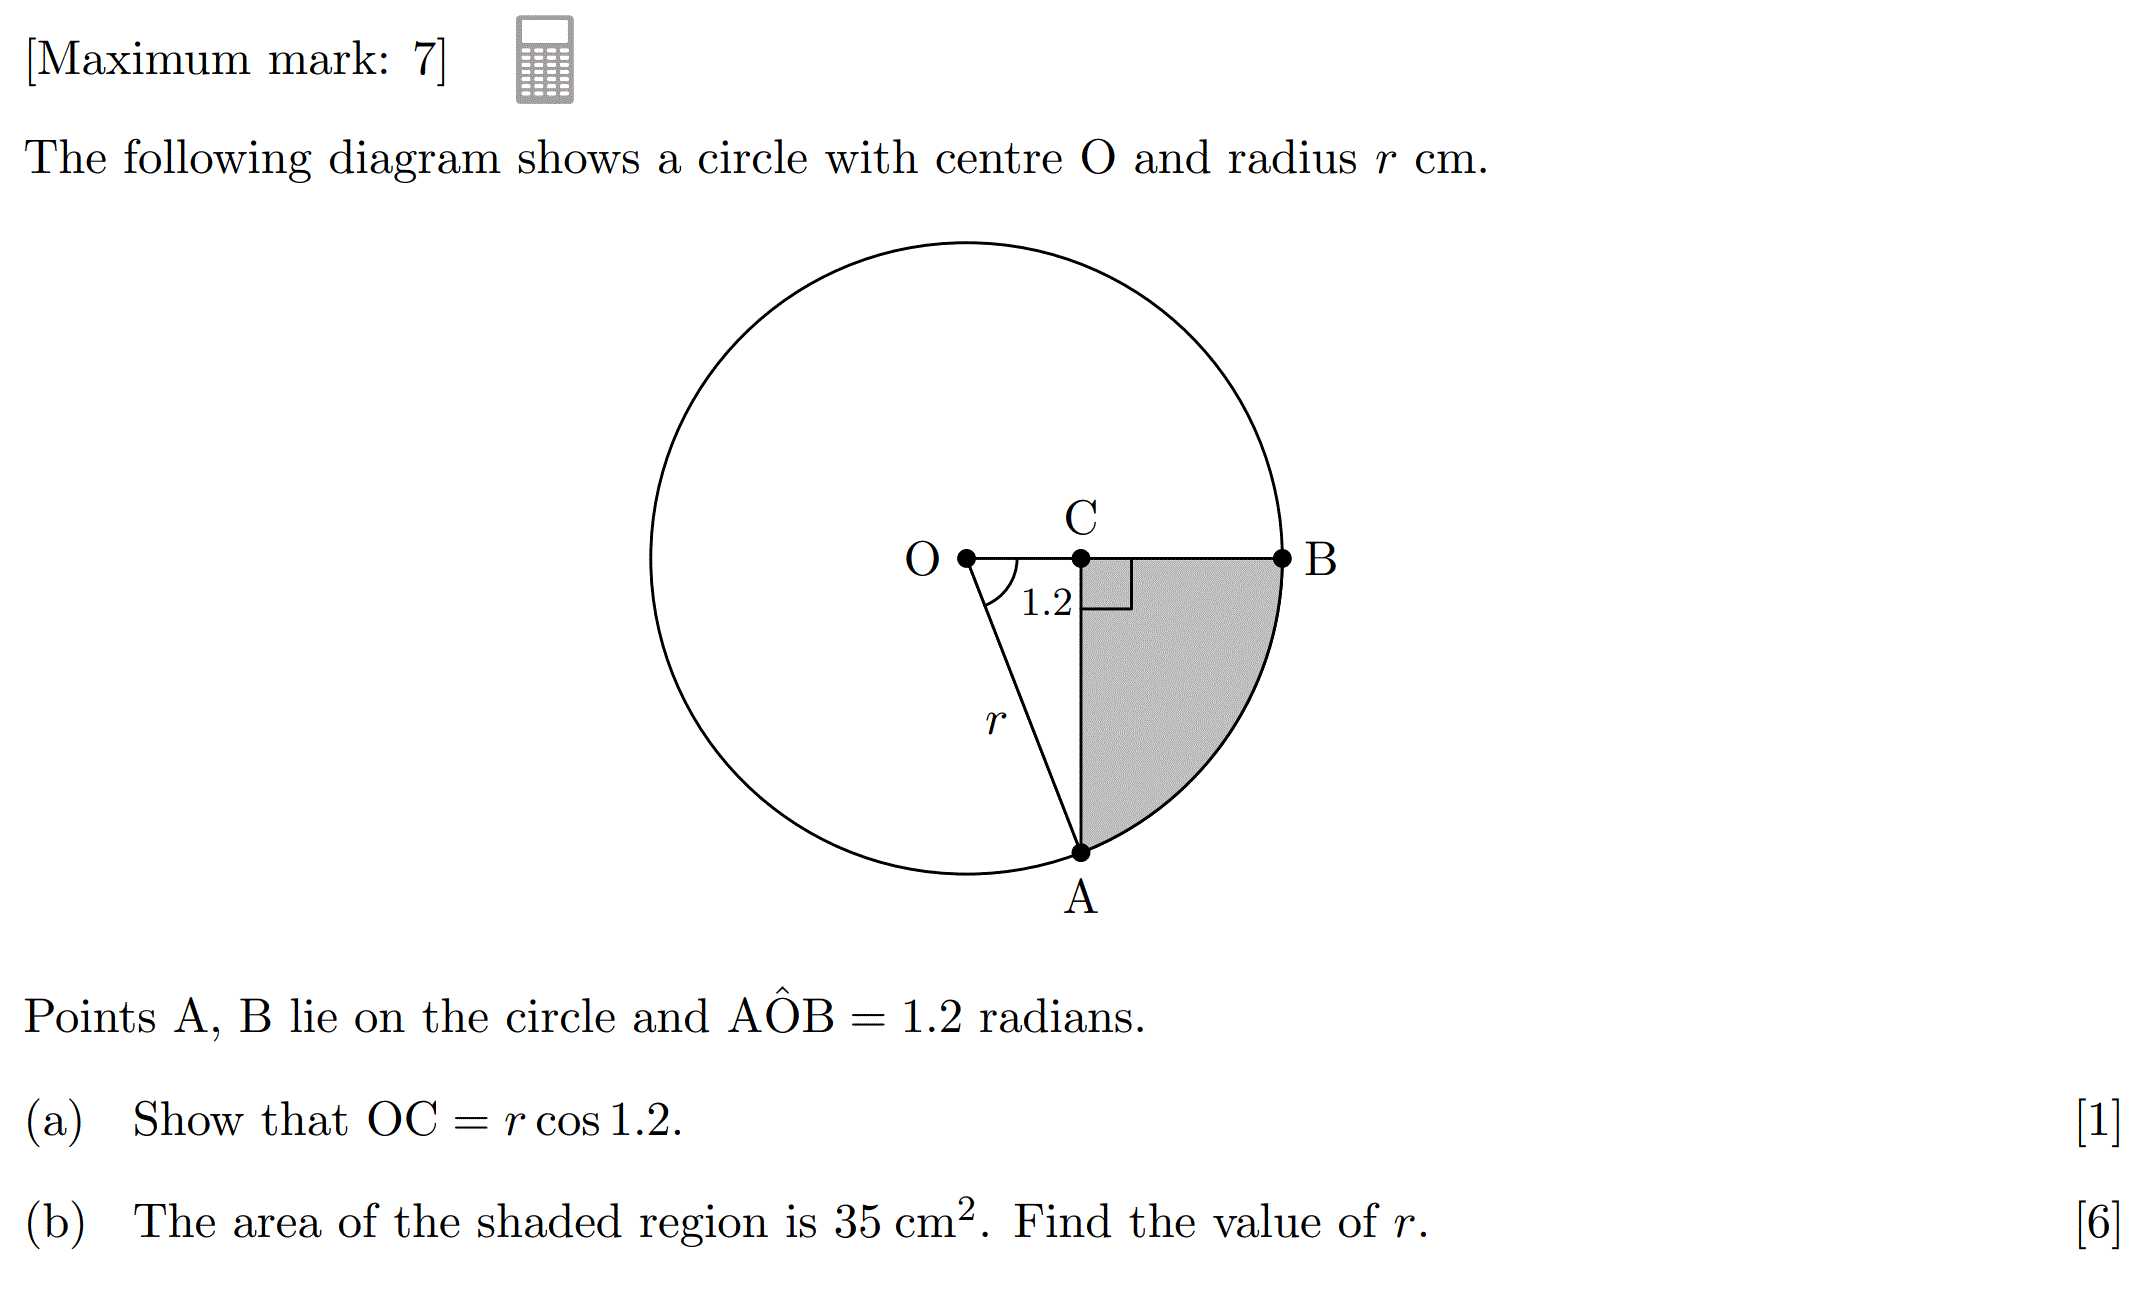 [Maximum mark: 7]
The following diagram shows a circle with centre O and radius r cm.
C
O
B
1.2
r
A
Points A, B lie on the circle and AÔB = 1.2 radians.
(a) Show that OC = r cos 1.2. [1]
(b) The area of the shaded region is 35 cm². Find the value of r. [6]